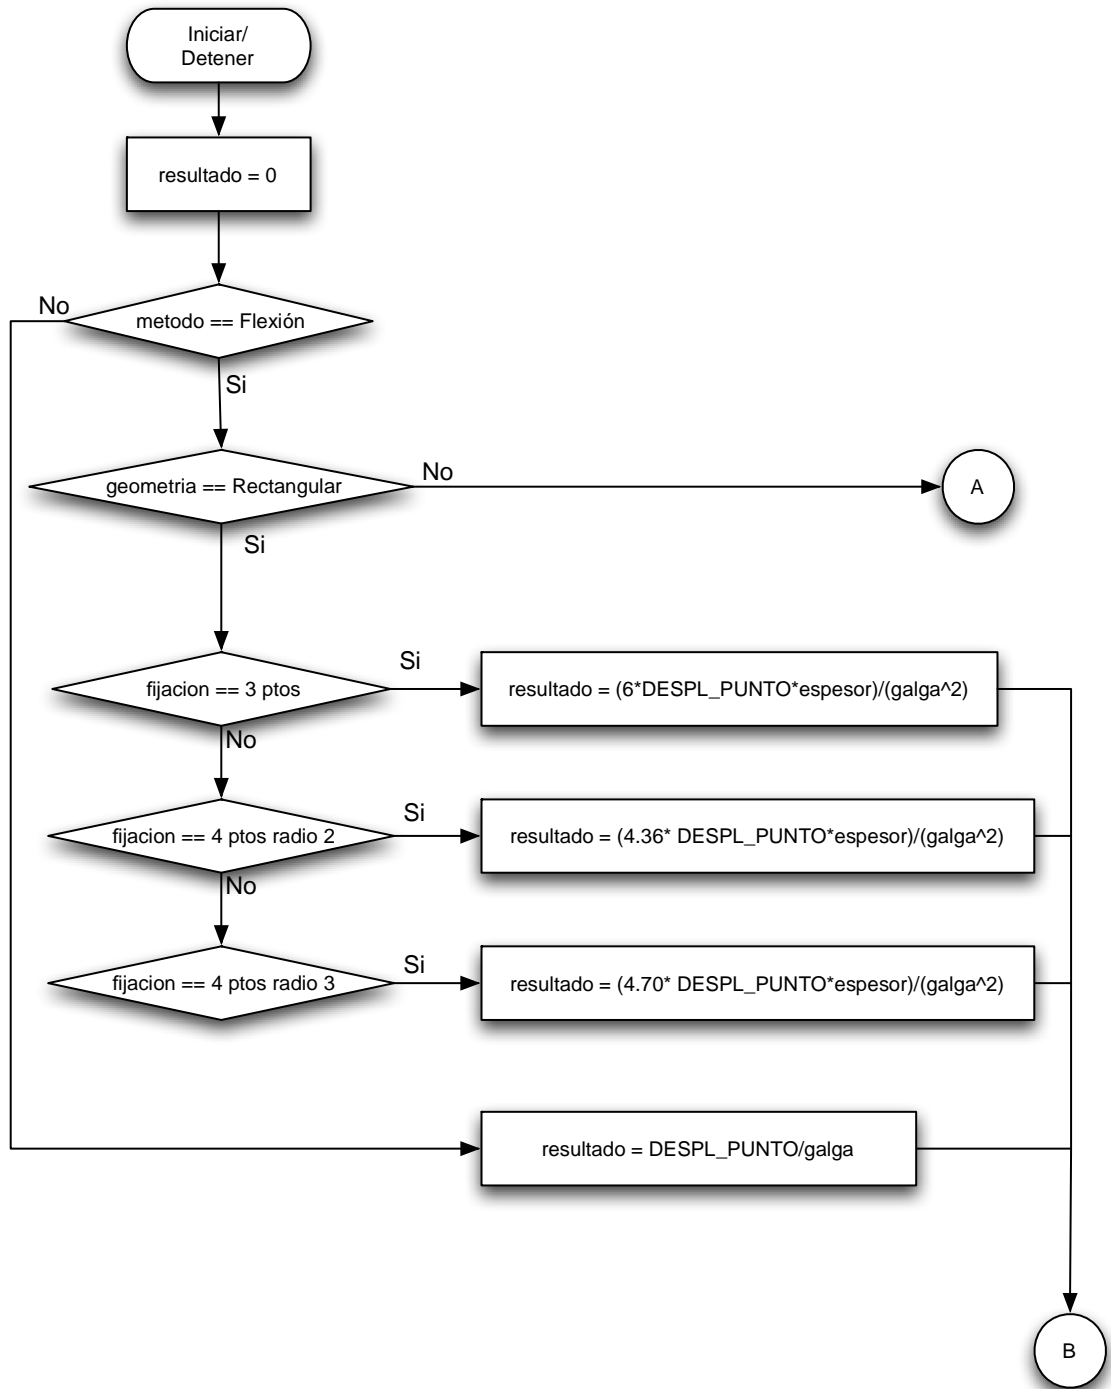 Iniciar/
Detener
resultado = 0
No
metodo == Flexión
Si
geometria == Rectangular
No
A
Si
fijacion == 3 ptos
Si
resultado = (6*DESPL_PUNTO*espesor)/(galga^2)
No
fijacion == 4 ptos radio 2
Si
resultado = (4.36* DESPL_PUNTO*espesor)/(galga^2)
No
fijacion == 4 ptos radio 3
Si
resultado = (4.70* DESPL_PUNTO*espesor)/(galga^2)
resultado = DESPL_PUNTO/galga
B